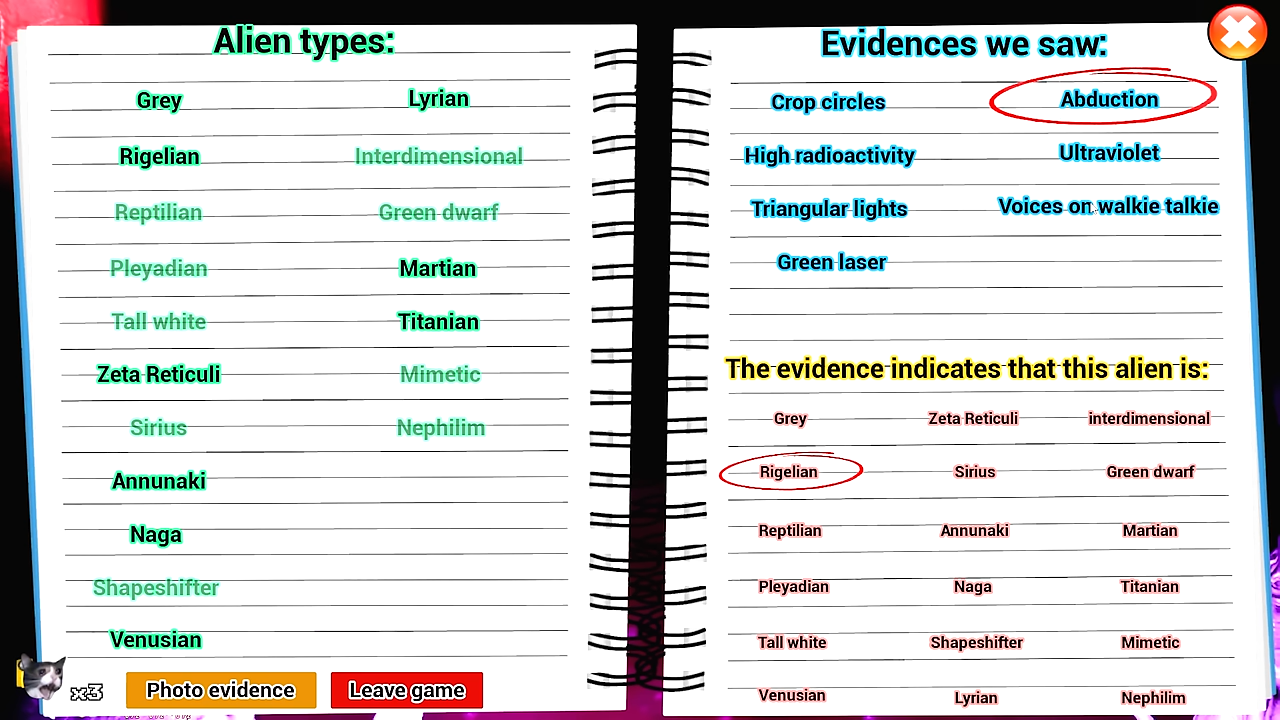 Alien types:
Grey
Lyrian
Rigelian
Interdimensional
Reptilian
Green dwarf
Pleyadian
Martian
Tall white
Titanian
Zeta Reticuli
Mimetic
Sirius
Nephilim
Annunaki
Naga
Shapeshifter
Venusian
x3
Photo evidence
Leave game
Evidences we saw:
Crop circles
Abduction
High radioactivity
Ultraviolet
Triangular lights
Voices on walkie talkie
Green laser
The evidence indicates that this alien is:
Grey
Zeta Reticuli
interdimensional
Rigelian
Sirius
Green dwarf
Reptilian
Annunaki
Martian
Pleyadian
Naga
Titanian
Tall white
Shapeshifter
Mimetic
Venusian
Lyrian
Nephilim